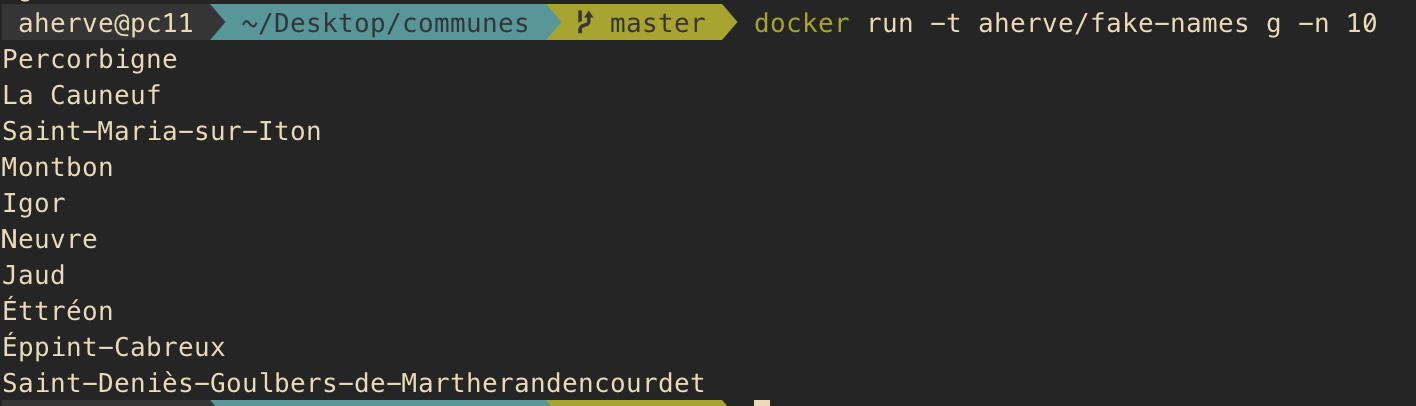 aherve@pc11 ~/Desktop/communes master docker run -t aherve/fake-names g -n 10
Percorbigne
La Cauneuf
Saint-Maria-sur-Iton
Montbon
Igor
Neuvre
Jaud
Éttréon
Éppint-Cabreux
Saint-Deniès-Goulbers-de-Martherandencourdet